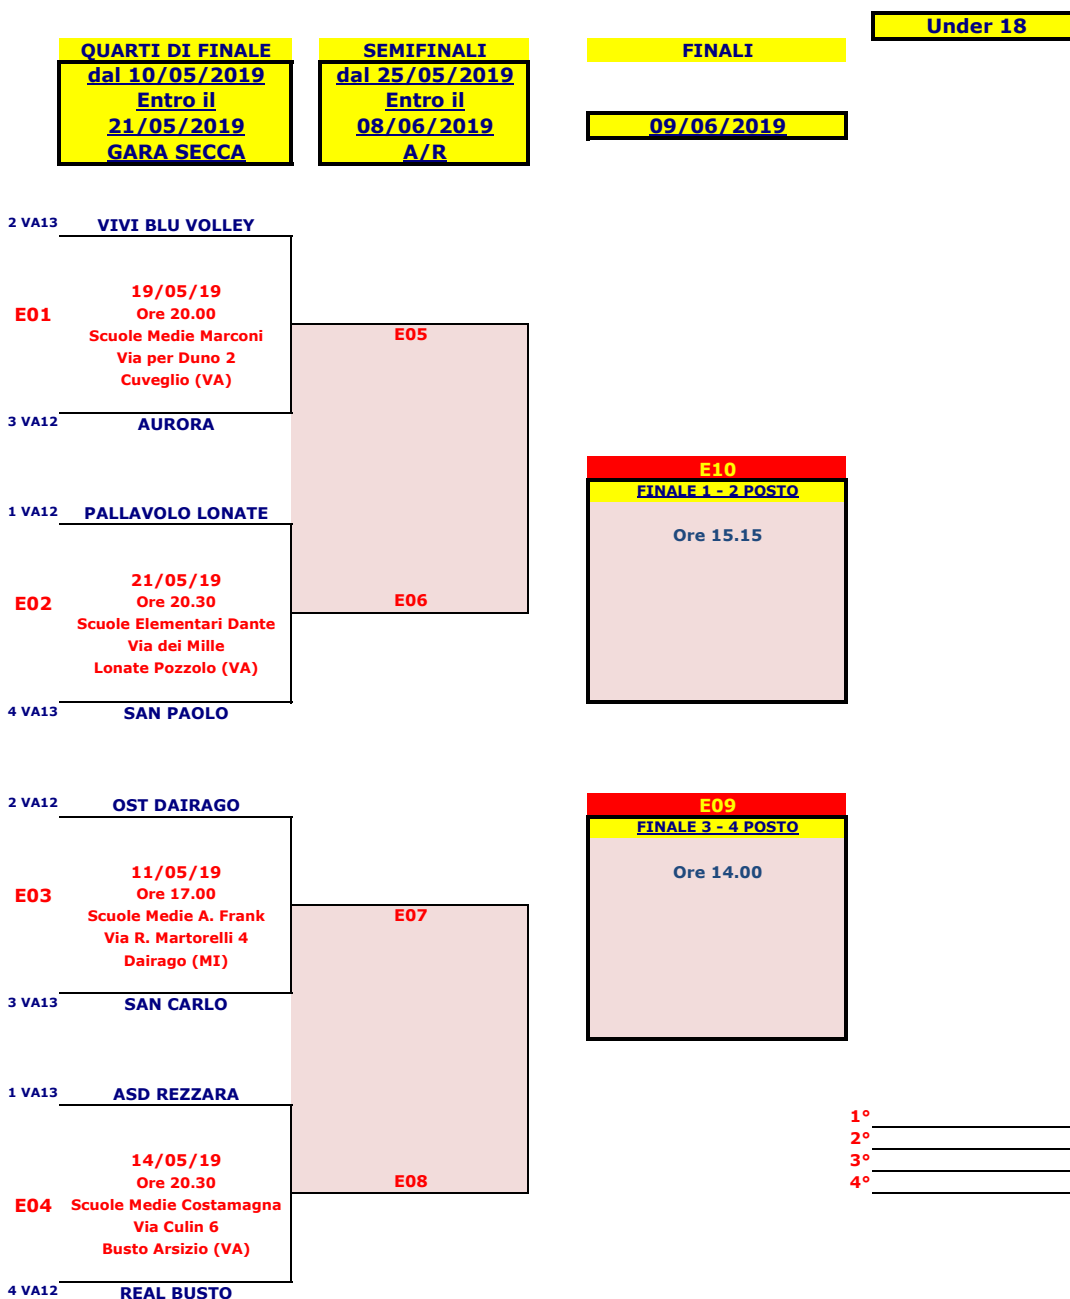 Under 18
QUARTI DI FINALE
dal 10/05/2019
Entro il
21/05/2019
GARA SECCA
SEMIFINALI
dal 25/05/2019
Entro il
08/06/2019
A/R
FINALI
09/06/2019
2 VA13 VIVI BLU VOLLEY
E01
19/05/19
Ore 20.00
Scuole Medie Marconi
Via per Duno 2
Cuveglio (VA)
3 VA12 AURORA
E05
1 VA12 PALLAVOLO LONATE
E02
21/05/19
Ore 20.30
Scuole Elementari Dante
Via dei Mille
Lonate Pozzolo (VA)
4 VA13 SAN PAOLO
E06
E10
FINALE 1 - 2 POSTO
Ore 15.15
2 VA12 OST DAIRAGO
E03
11/05/19
Ore 17.00
Scuole Medie A. Frank
Via R. Martorelli 4
Dairago (MI)
3 VA13 SAN CARLO
E07
E09
FINALE 3 - 4 POSTO
Ore 14.00
1 VA13 ASD REZZARA
E04
14/05/19
Ore 20.30
Scuole Medie Costamagna
Via Culin 6
Busto Arsizio (VA)
4 VA12 REAL BUSTO
E08
1°
2°
3°
4°